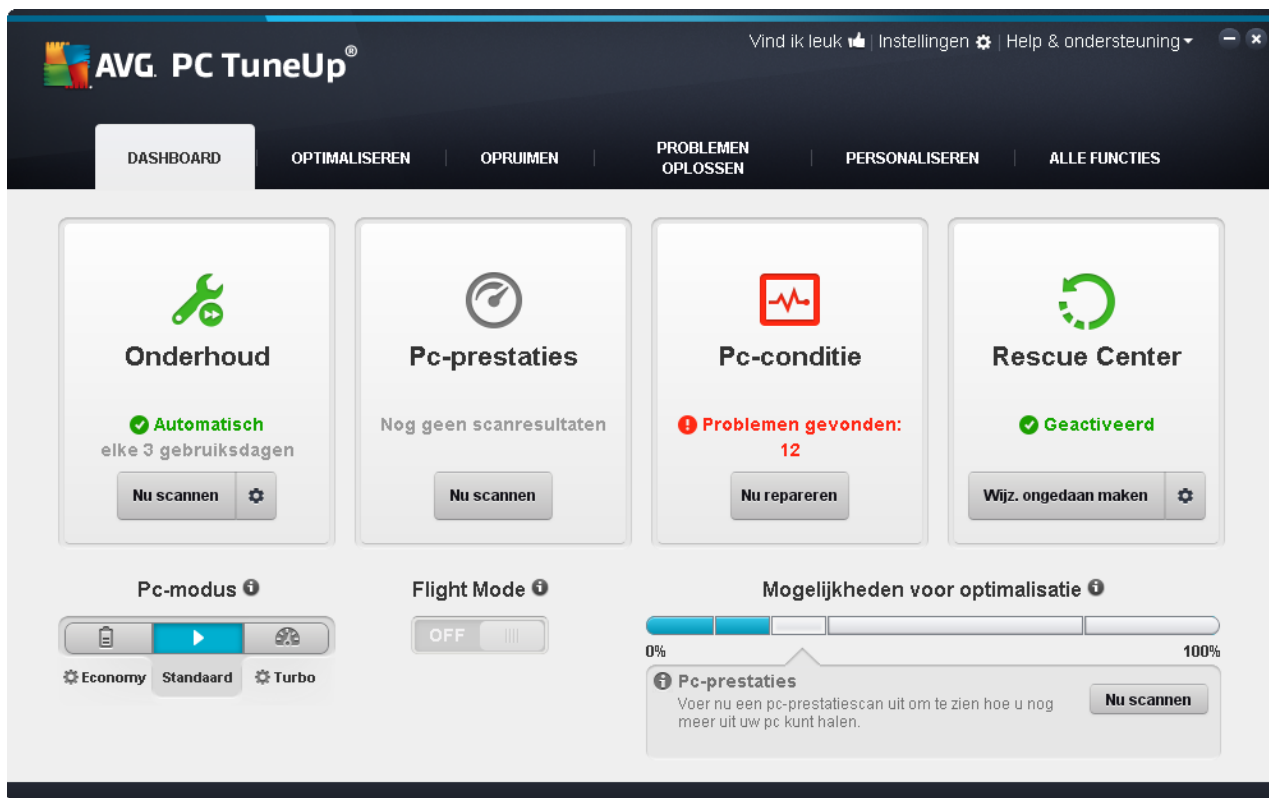 Vind ik leuk | Instellingen | Help & ondersteuning
AVG. PC TuneUp®
DASHBOARD
OPTIMALISEREN
OPRUIMEN
PROBLEMEN
OPLOSSEN
PERSONALISEREN
ALLE FUNCTIES
Onderhoud
Automatisch
elke 3 gebruiksdagen
Nu scannen
Pc-prestaties
Nog geen scanresultaten
Nu scannen
Pc-conditie
Problemen gevonden:
12
Nu repareren
Rescue Center
Geactiveerd
Wijz. ongedaan maken
Pc-modus
Economy
Standaard
Turbo
Flight Mode
OFF
Mogelijkheden voor optimalisatie
0%
100%
Pc-prestaties
Voer nu een pc-prestatiescan uit om te zien hoe u nog
meer uit uw pc kunt halen.
Nu scannen